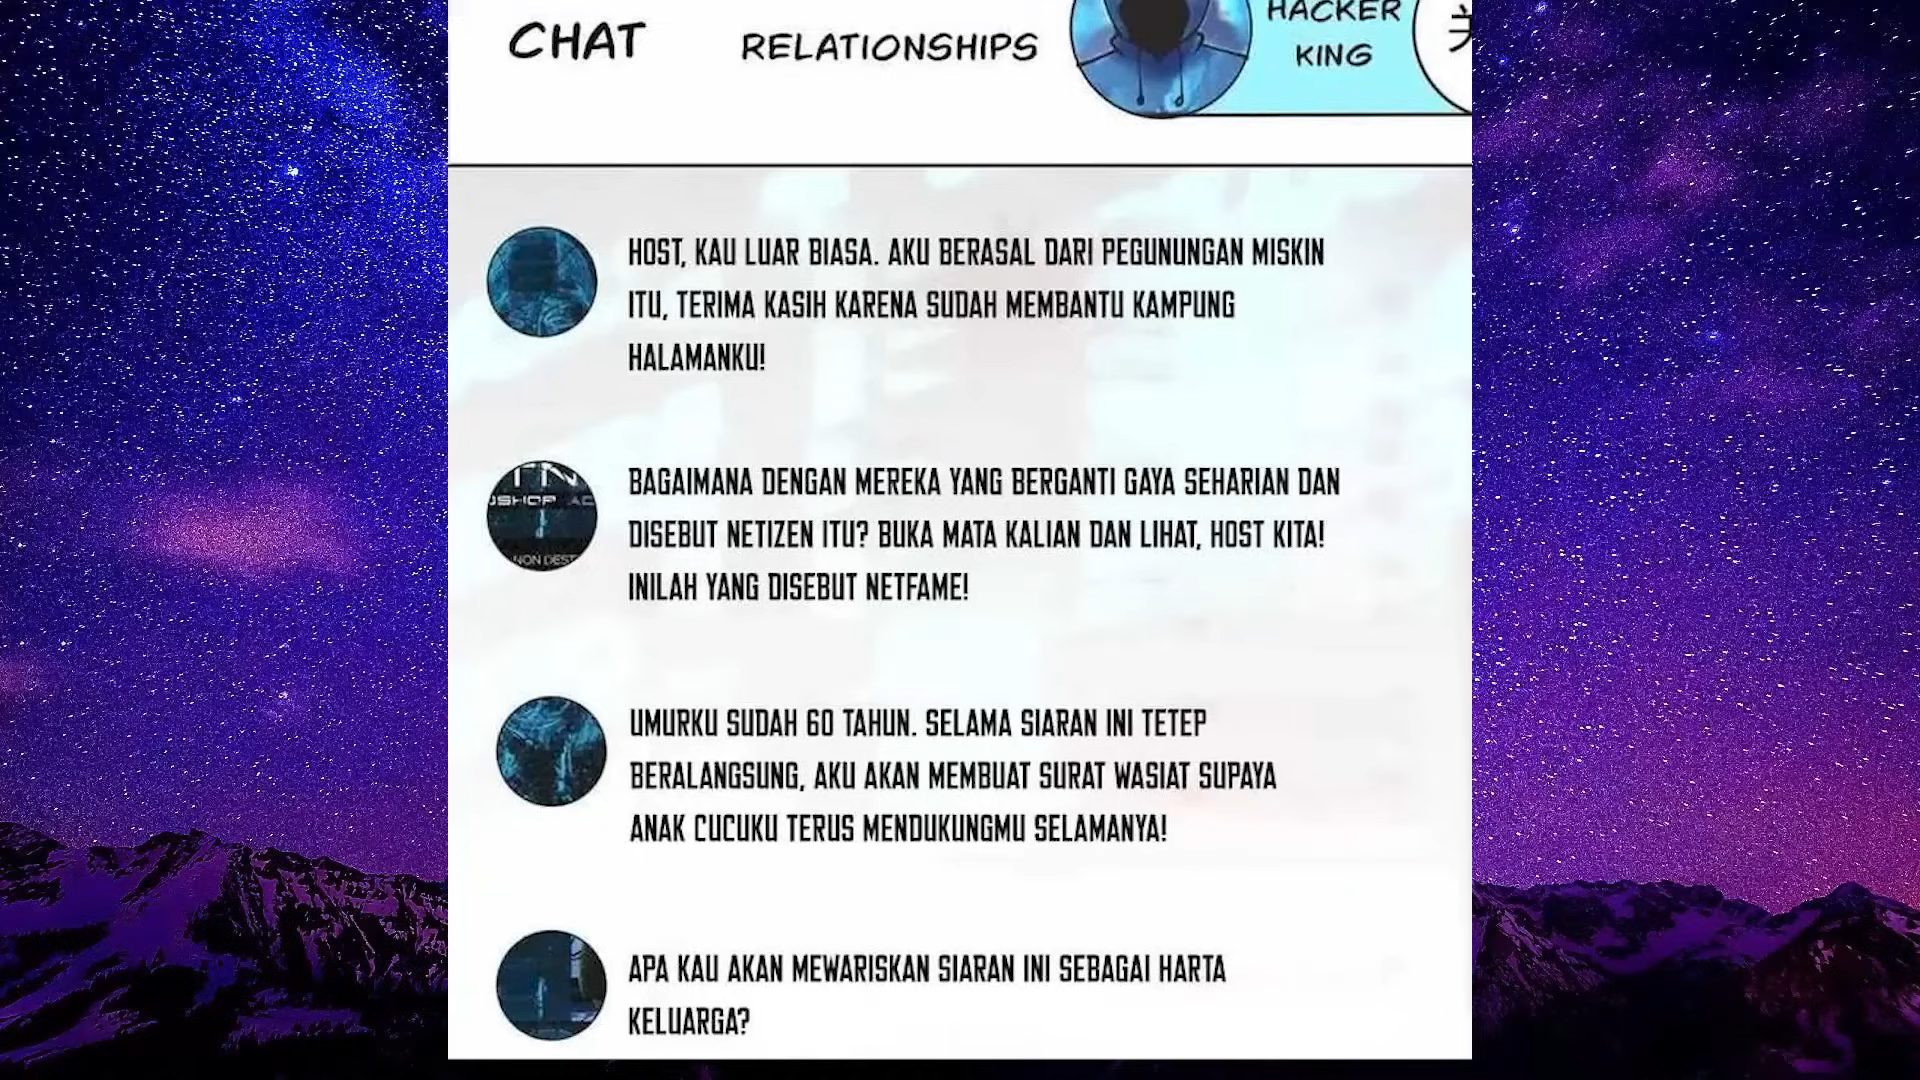 CHAT
RELATIONSHIPS
HACKER
KING
HOST, KAU LUAR BIASA. AKU BERASAL DARI PEGUNUNGAN MISKIN
ITU, TERIMA KASIH KARENA SUDAH MEMBANTU KAMPUNG
HALAMANKU!
BAGAIMANA DENGAN MEREKA YANG BERGANTI GAYA SEHARIAN DAN
DISEBUT NETIZEN ITU? BUKA MATA KALIAN DAN LIHAT, HOST KITA!
INILAH YANG DISEBUT NETFAME!
UMURKU SUDAH 60 TAHUN. SELAMA SIARAN INI TETEP
BERALANGSUNG, AKU AKAN MEMBUAT SURAT WASIAT SUPAYA
ANAK CUCUKU TERUS MENDUKUNGMU SELAMANYA!
APA KAU AKAN MEWARISKAN SIARAN INI SEBAGAI HARTA
KELUARGA?